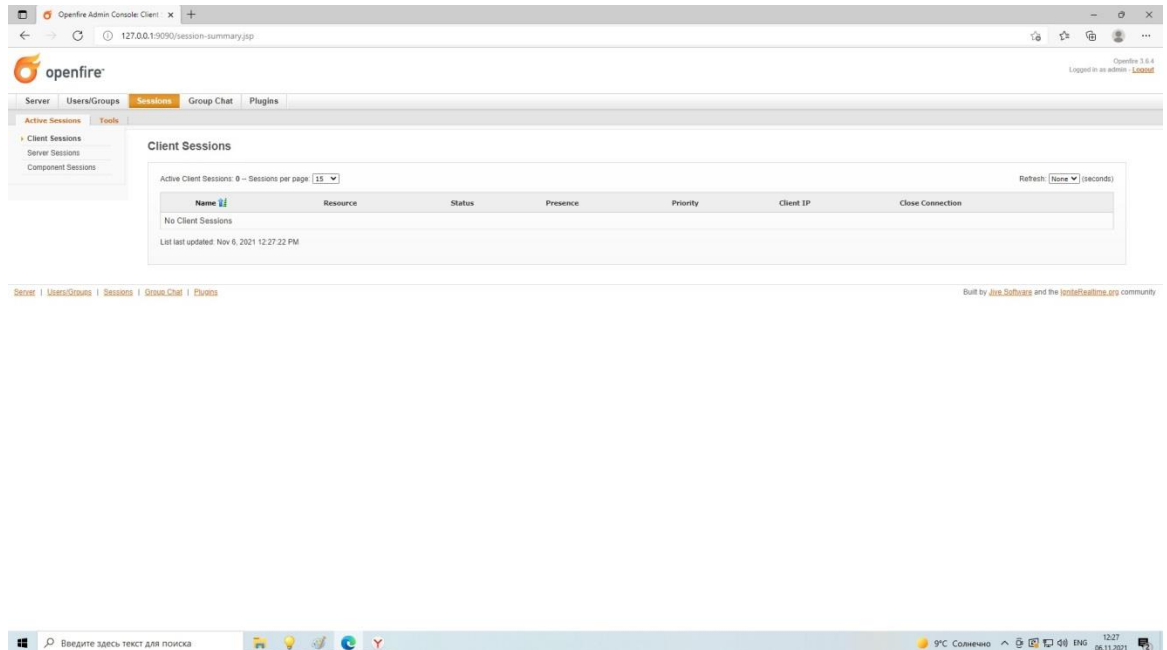 Openfire Admin Console: Client
127.0.0.1:9090/session-summary.jsp
openfire
Openfire 3.6.4
Logged in as admin - Logout
Server Users/Groups Sessions Group Chat Plugins
Active Sessions Tools
Client Sessions
Server Sessions
Component Sessions
Client Sessions
Active Client Sessions: 0 -- Sessions per page: 15
Refresh: None (seconds)
Name Resource Status Presence Priority Client IP Close Connection
No Client Sessions
List last updated: Nov 6, 2021 12:27:22 PM
Server | Users/Groups | Sessions | Group Chat | Plugins
Built by Jive Software and the IgniteRealtime.org community
Введите здесь текст для поиска
9°C Солнечно ENG 12:27
06.11.2021